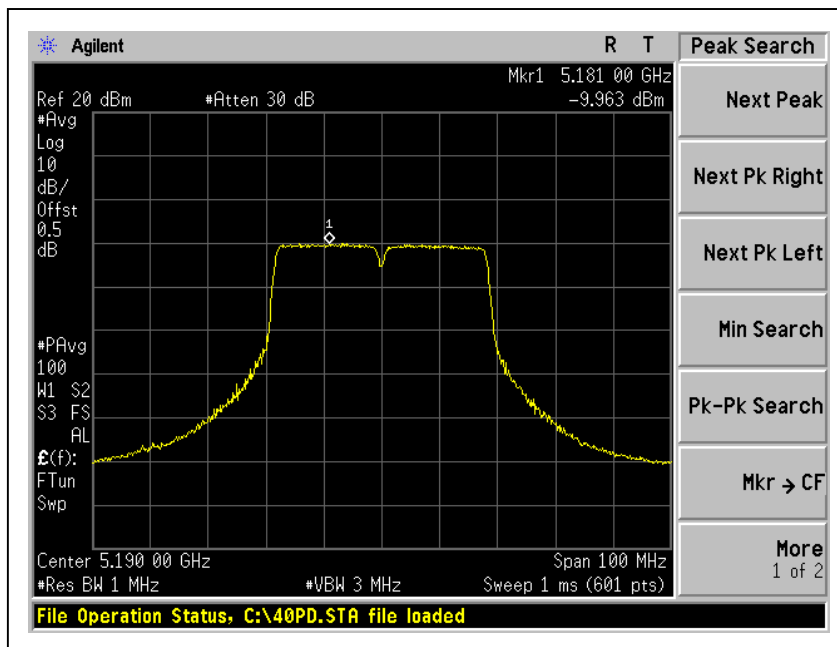 Agilent R T
Mkr1 5.181 00 GHz
Ref 20 dBm #Atten 30 dB -9.963 dBm
#Avg
Log
10
dB/
Offst
0.5
dB
1
#PAvg
100
W1 S2
S3 FS
AL
£(f):
FTun
Swp
Center 5.190 00 GHz Span 100 MHz
#Res BW 1 MHz #VBW 3 MHz Sweep 1 ms (601 pts)
File Operation Status, C:\40PD.STA file loaded
Peak Search
Next Peak
Next Pk Right
Next Pk Left
Min Search
Pk-Pk Search
Mkr → CF
More
1 of 2